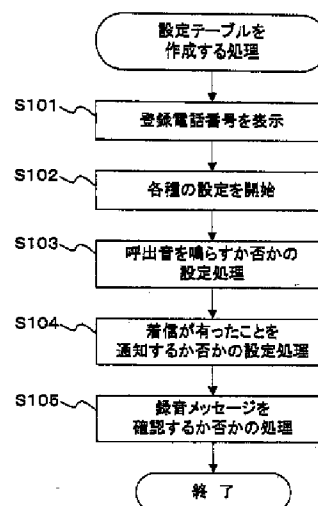 設定テーブルを
作成する処理
S101
登録電話番号を表示
S102
各種の設定を開始
S103
呼出音を鳴らすか否かの
設定処理
S104
着信が有ったことを
通知するか否かの設定処理
S105
録音メッセージを
確認するか否かの処理
終了